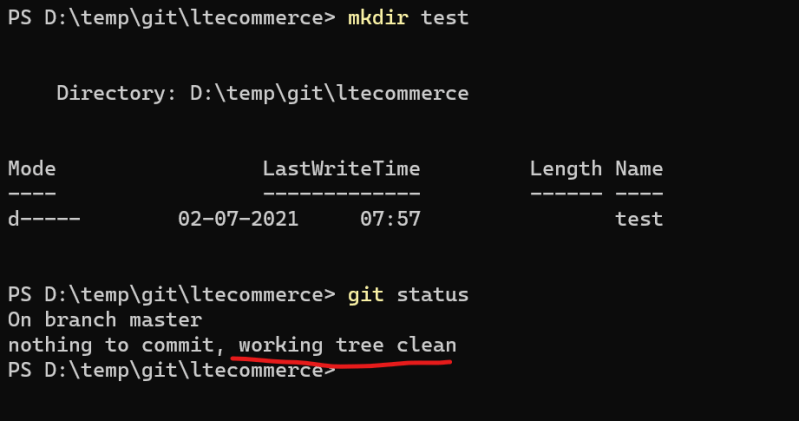 PS D:\temp\git\ltecommerce> mkdir test
Directory: D:\temp\git\ltecommerce
Mode LastWriteTime Length Name
---- ------------- ------ ----
d----- 02-07-2021 07:57 test
PS D:\temp\git\ltecommerce> git status
On branch master
nothing to commit, working tree clean
PS D:\temp\git\ltecommerce>